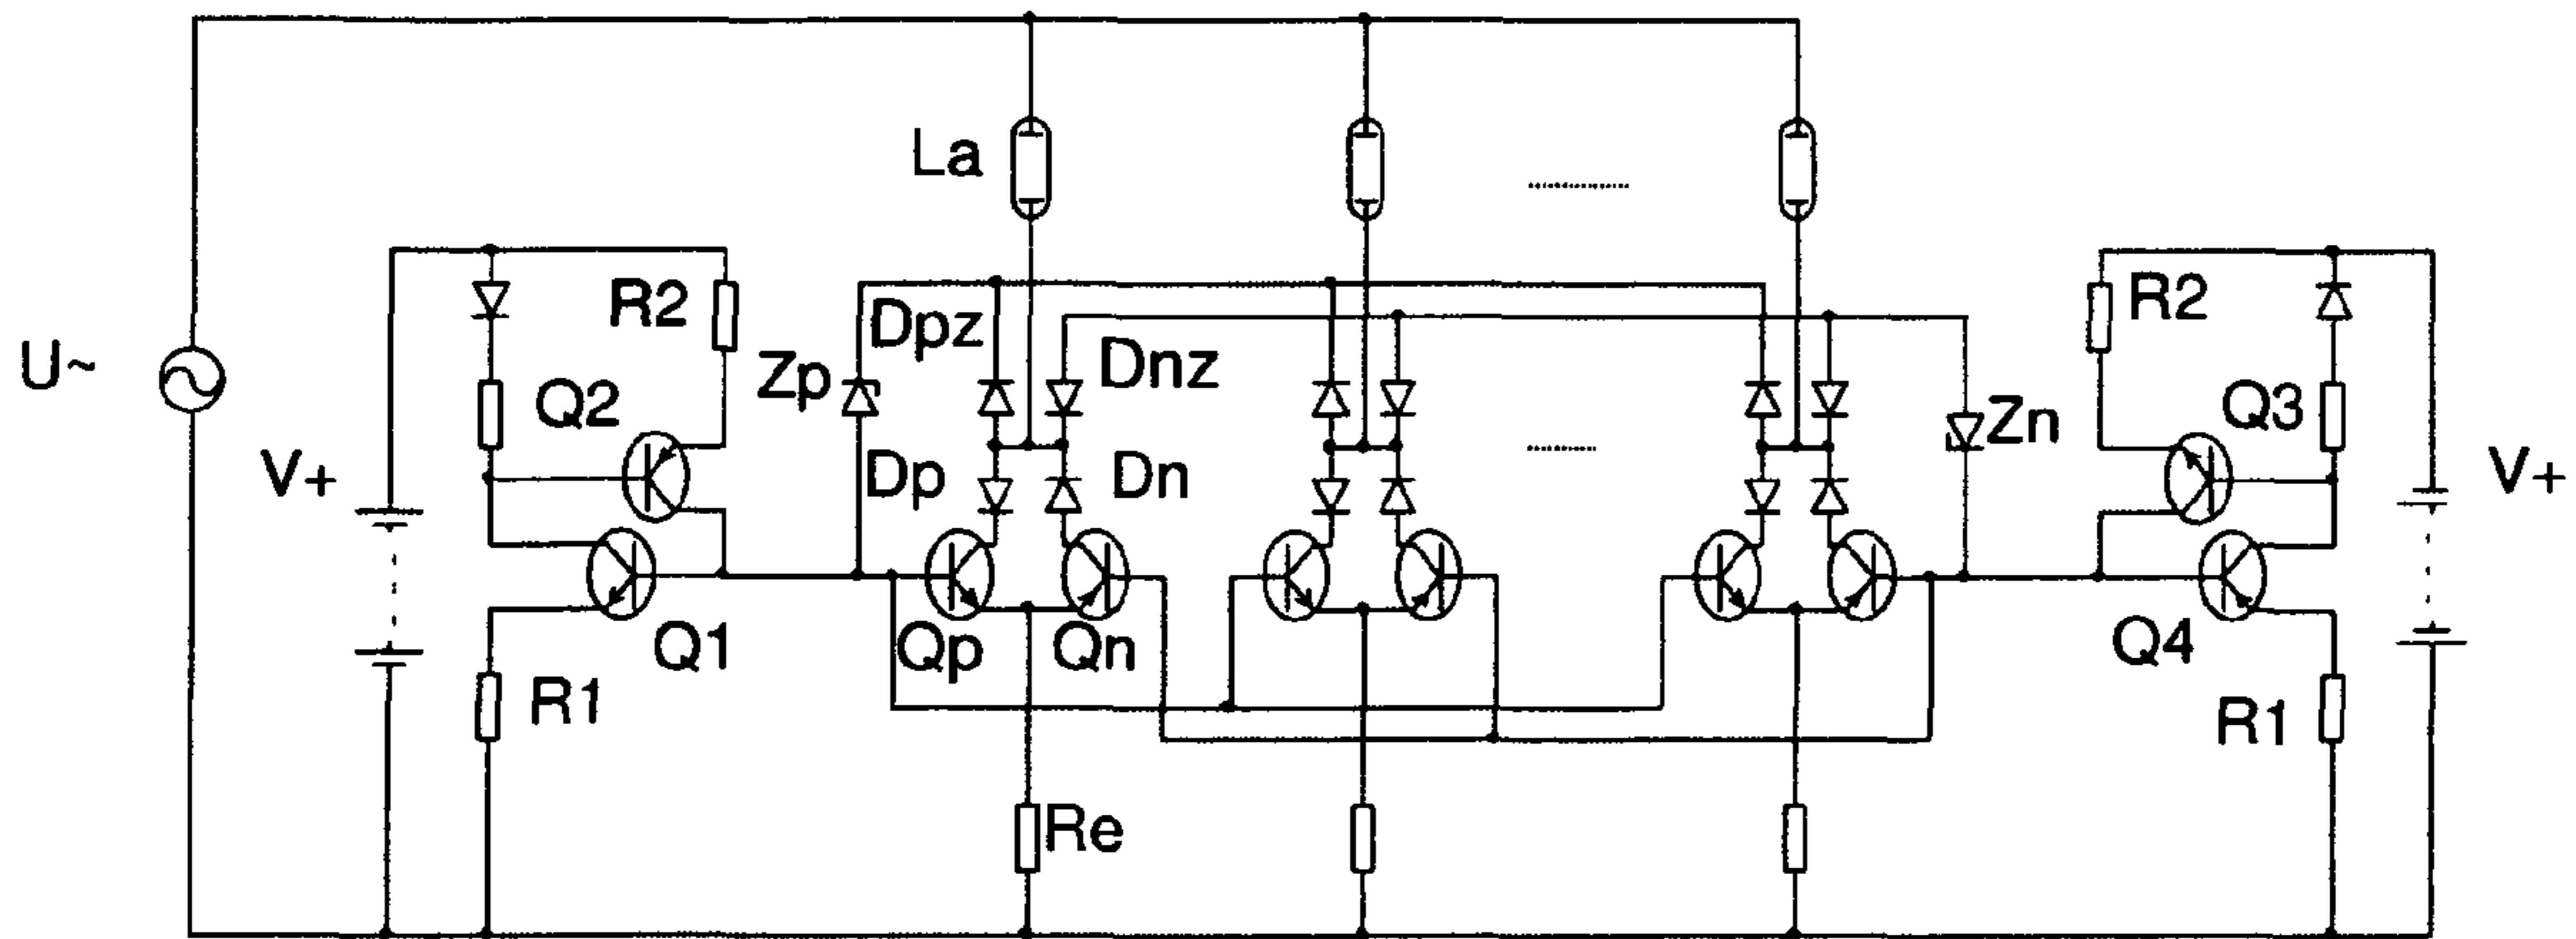 La
R2
Dpz
R2
U~
Zp
Dnz
Q2
Q3
Zn
V+
Dp
Dn
V+
Q1
Qp
Qn
Q4
R1
R1
Re